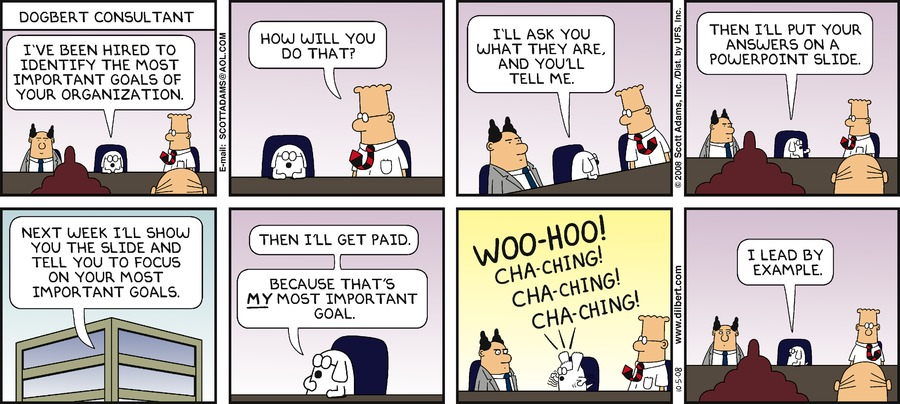 DOGBERT CONSULTANT
I'VE BEEN HIRED TO
IDENTIFY THE MOST
IMPORTANT GOALS OF
YOUR ORGANIZATION.
E-mail: SCOTTADAMS@AOL.COM
HOW WILL YOU
DO THAT?
I'LL ASK YOU
WHAT THEY ARE,
AND YOU'LL
TELL ME.
© 2008 Scott Adams, Inc./Dist. by UFS, Inc.
THEN I'LL PUT YOUR
ANSWERS ON A
POWERPOINT SLIDE.
NEXT WEEK I'LL SHOW
YOU THE SLIDE AND
TELL YOU TO FOCUS
ON YOUR MOST
IMPORTANT GOALS.
THEN I'LL GET PAID.
BECAUSE THAT'S
MY MOST IMPORTANT
GOAL.
WOO-HOO!
CHA-CHING!
CHA-CHING!
CHA-CHING!
www.dilbert.com
10-5-08
I LEAD BY
EXAMPLE.